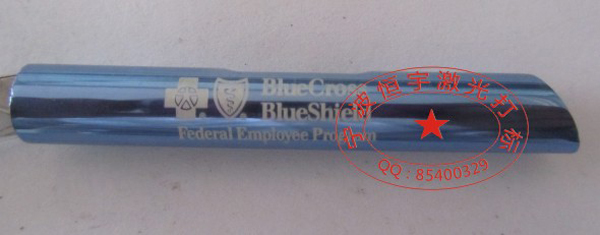 BlueCross
BlueShield
Federal Employee Program
宁波恒宇激光打标
QQ: 85400329